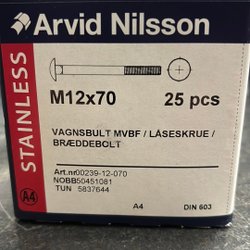 Arvid Nilsson
STAINLESS
A4
M12x70 25 pcs
VAGNSBULT MVBF / LÅSESKRUE /
BRÆDDEBOLT
Art.nr00239-12-070
NOBB50451081
TUN 5837644
A4 DIN 603